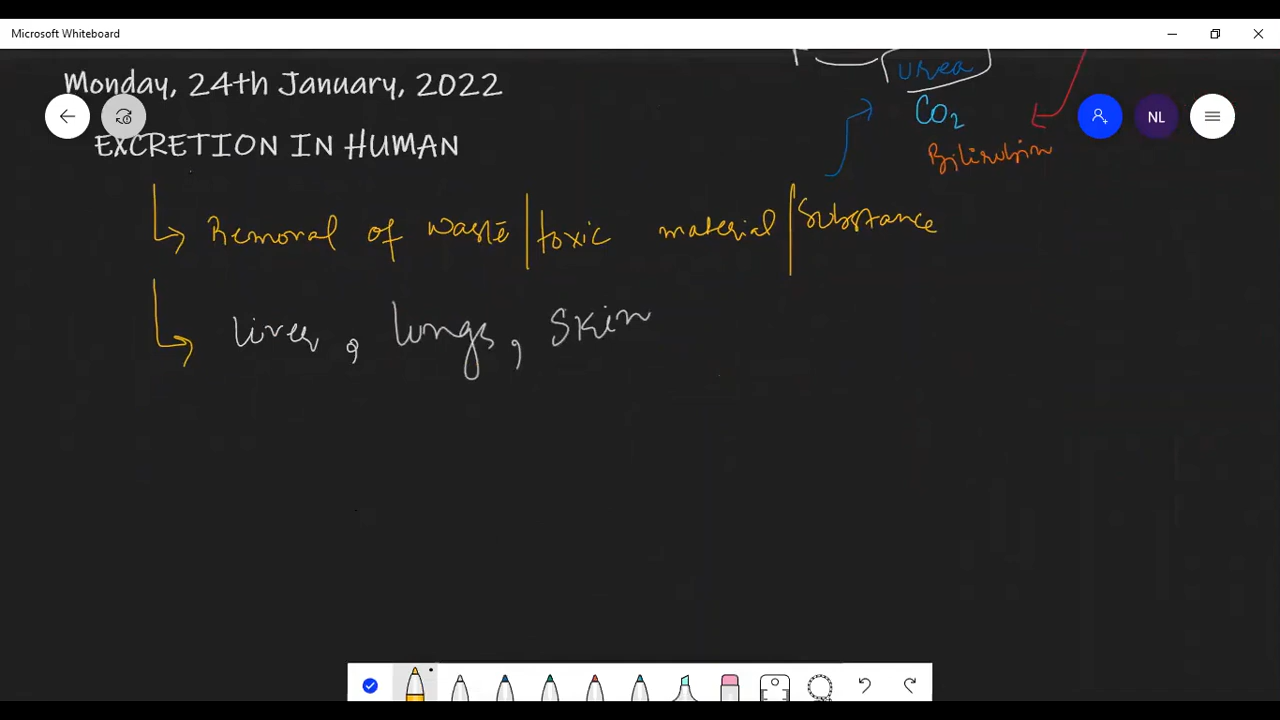 Microsoft Whiteboard
Monday, 24th January, 2022
urea
CO2
Bilirubin
NL
EXCRETION IN HUMAN
Removal of waste/toxic material/substance
liver, lungs, skin